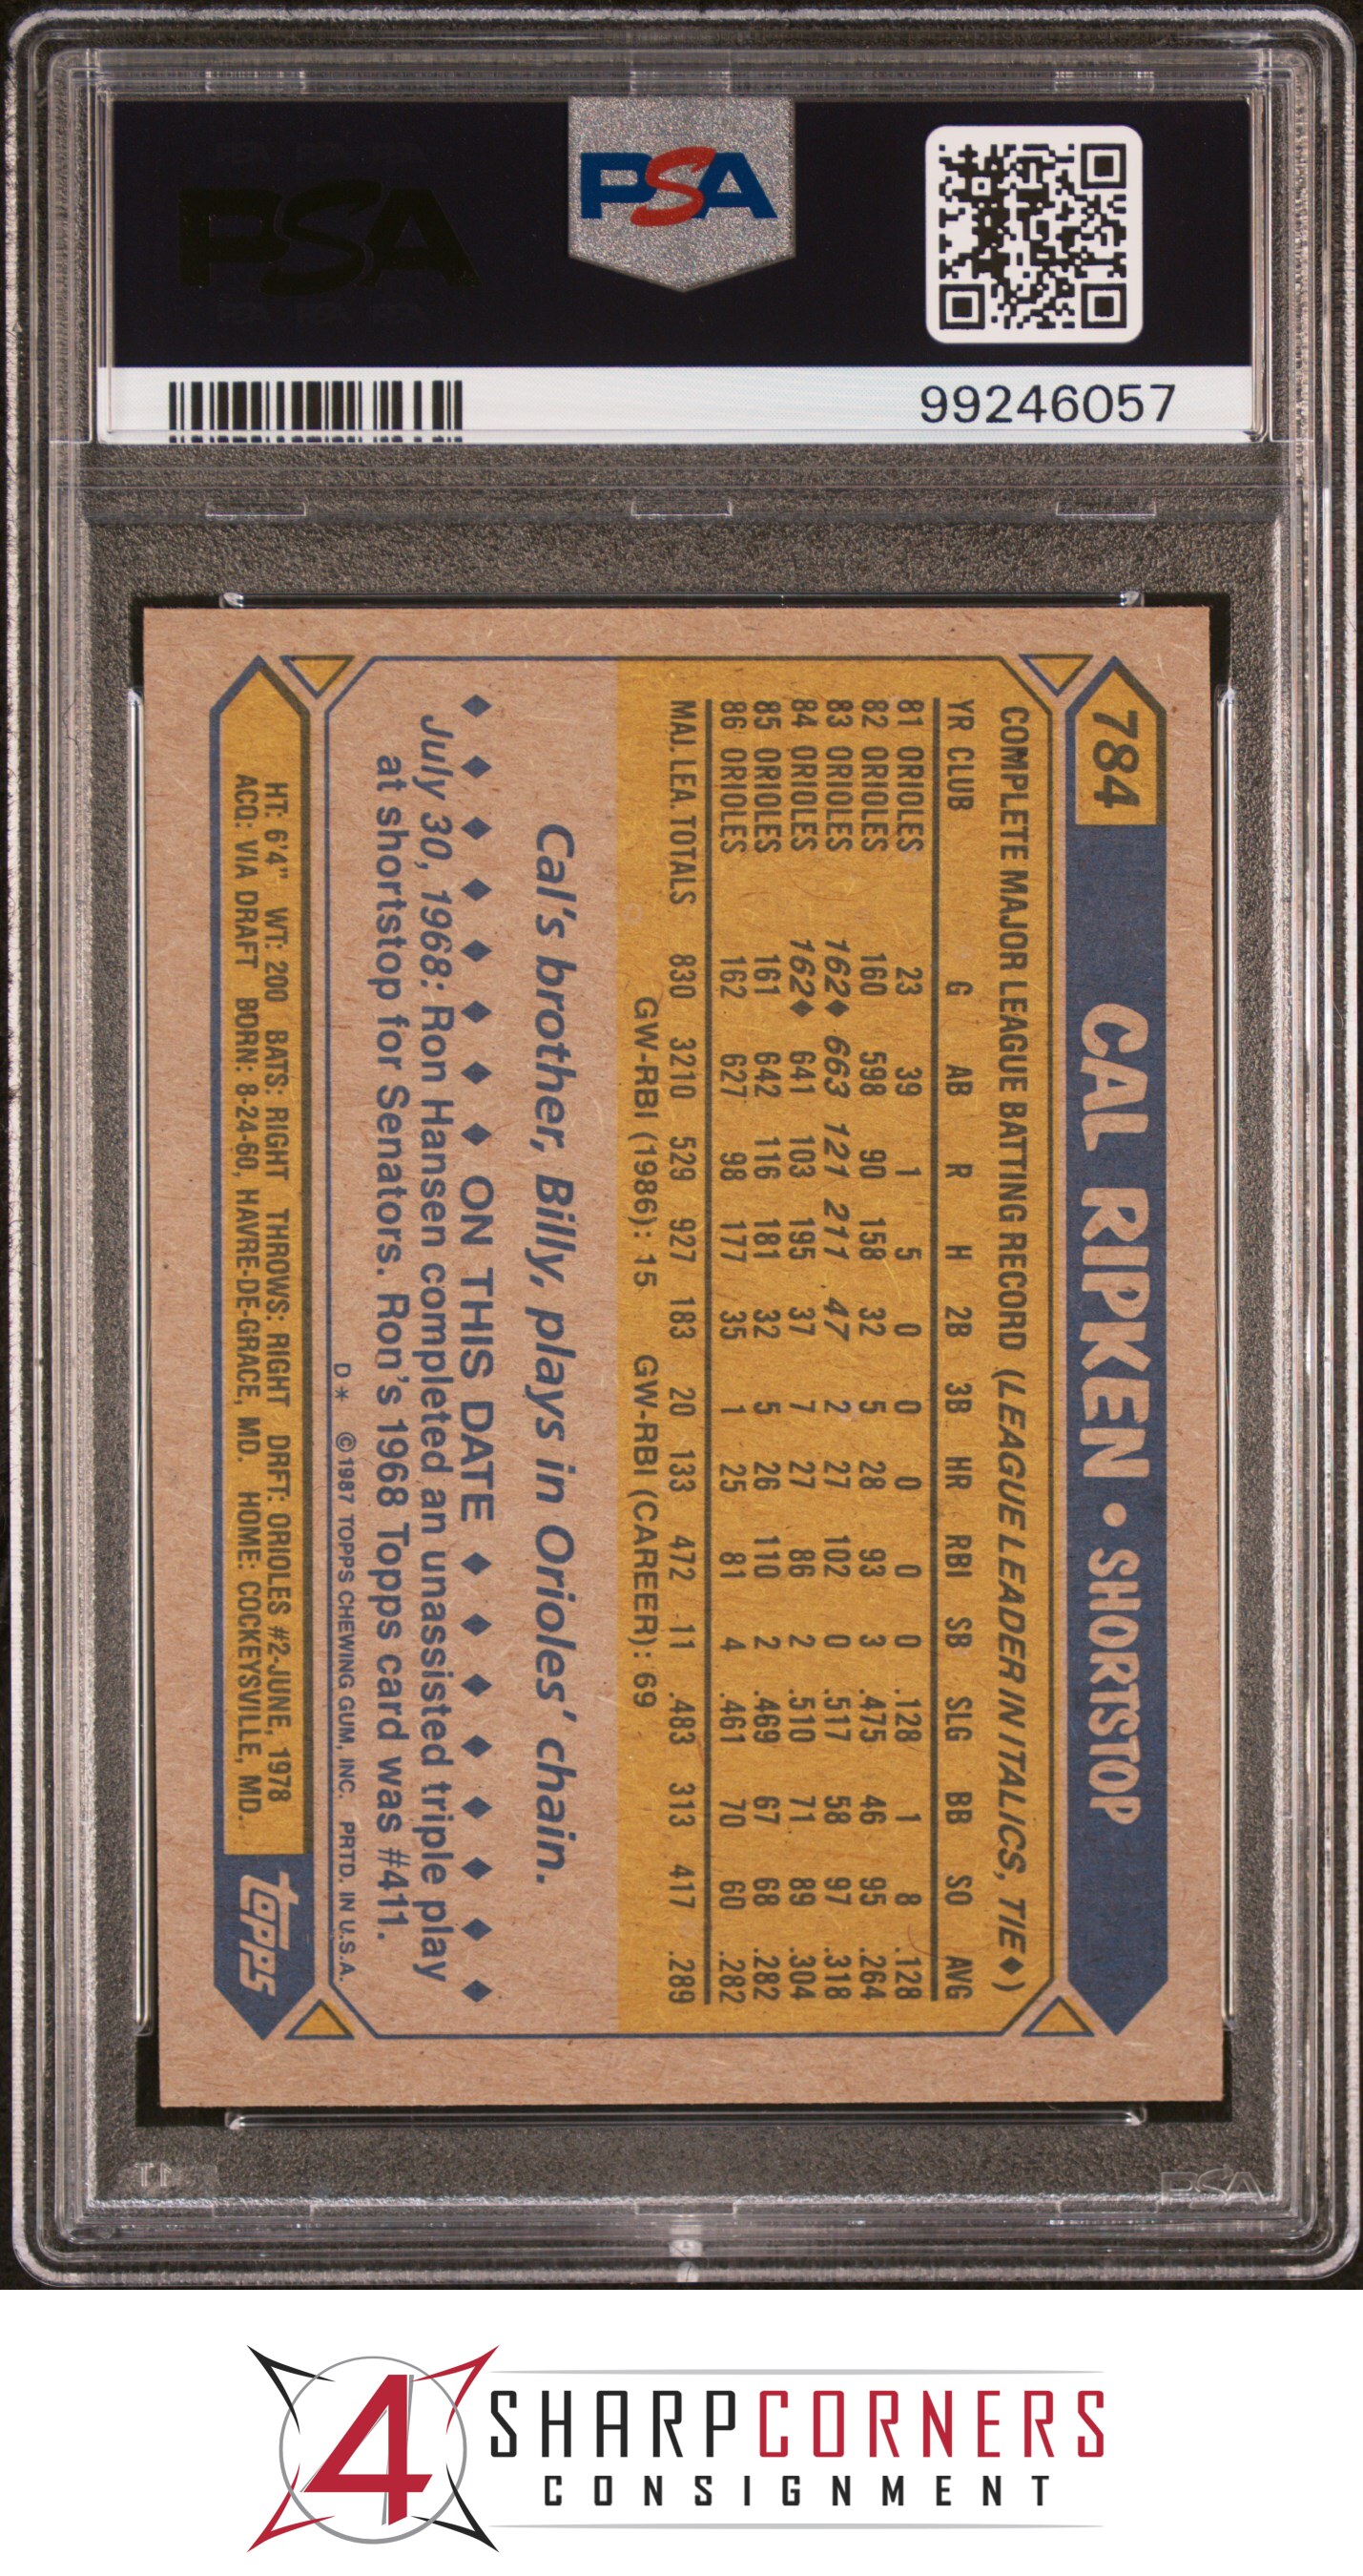 PSA
PSA
99246057
784 CAL RIPKEN • SHORTSTOP
COMPLETE MAJOR LEAGUE BATTING RECORD (LEAGUE LEADER IN ITALICS, TIE◆)
YR CLUB G AB R H 2B 3B HR RBI SB SLG BB SO AVG
81 ORIOLES 23 39 1 5 0 0 0 0 0 .128 1 8 .128
82 ORIOLES 160 598 90 158 32 5 28 93 3 .475 46 95 .264
83 ORIOLES 162◆ 663 121 211 47 2 27 102 0 .517 58 97 .318
84 ORIOLES 162◆ 641 103 195 37 7 27 86 2 .510 71 89 .304
85 ORIOLES 161 642 116 181 32 5 26 110 2 .469 67 68 .282
86 ORIOLES 162 627 98 177 35 1 25 81 4 .461 70 60 .282
MAJ. LEA. TOTALS 830 3210 529 927 183 20 133 472 11 .483 313 417 .289
GW-RBI (1986): 15 GW-RBI (CAREER): 69
Cal's brother, Billy, plays in Orioles' chain.
◆ ◆ ◆ ◆ ◆ ◆ ◆ ◆ ON THIS DATE ◆ ◆ ◆ ◆ ◆ ◆ ◆ ◆
July 30, 1968: Ron Hansen completed an unassisted triple play
at shortstop for Senators. Ron's 1968 Topps card was #411.
D* ©1987 TOPPS CHEWING GUM, INC. PRTD. IN U.S.A.
HT: 6'4" WT: 200 BATS: RIGHT THROWS: RIGHT DRFT: ORIOLES #2-JUNE, 1978
ACQ: VIA DRAFT BORN: 8-24-60, HAVRE-DE-GRACE, MD. HOME: COCKEYSVILLE, MD.
topps
PSA
4 SHARPCORNERS
CONSIGNMENT